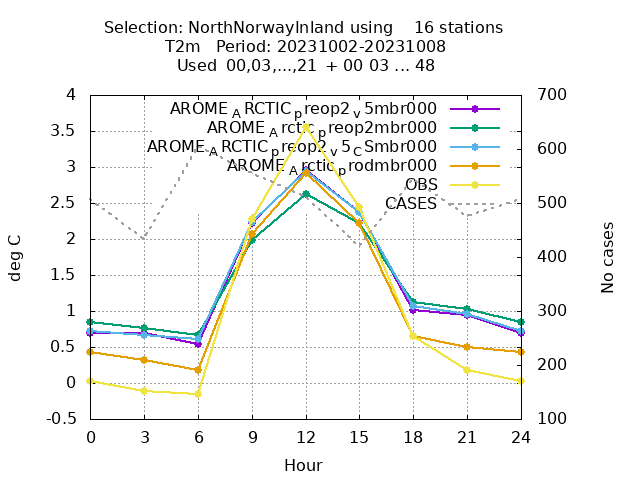 Selection: NorthNorwayInland using    16 stations
T2m   Period: 20231002-20231008
Used  00,03,...,21  + 00 03 ... 48
AROME_ARCTIC_preop2_v5mbr000
AROME_Arctic_preop2mbr000
AROME_ARCTIC_preop2_v5_CSmbr000
AROME_Arctic_prodmbr000
OBS
CASES
4
3.5
3
2.5
2
1.5
1
0.5
0
-0.5
deg C
700
600
500
400
300
200
100
No cases
0 3 6 9 12 15 18 21 24
Hour